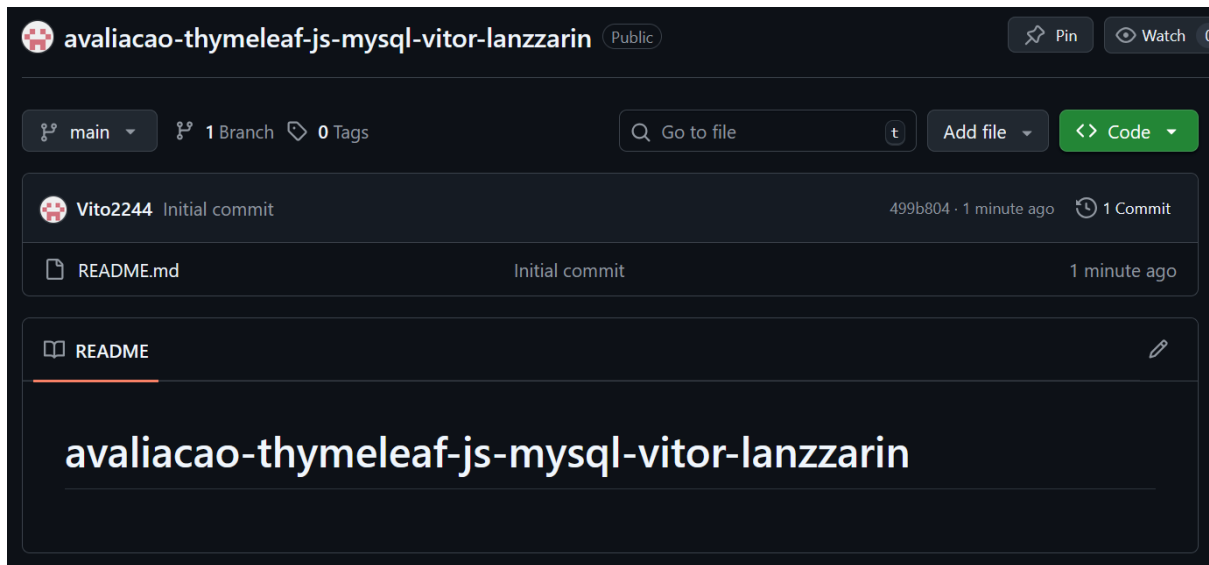 avaliacao-thymeleaf-js-mysql-vitor-lanzzarin Public Pin Watch
main 1 Branch 0 Tags Go to file t Add file Code
Vito2244 Initial commit 499b804 · 1 minute ago 1 Commit
README.md Initial commit 1 minute ago
README
avaliacao-thymeleaf-js-mysql-vitor-lanzzarin